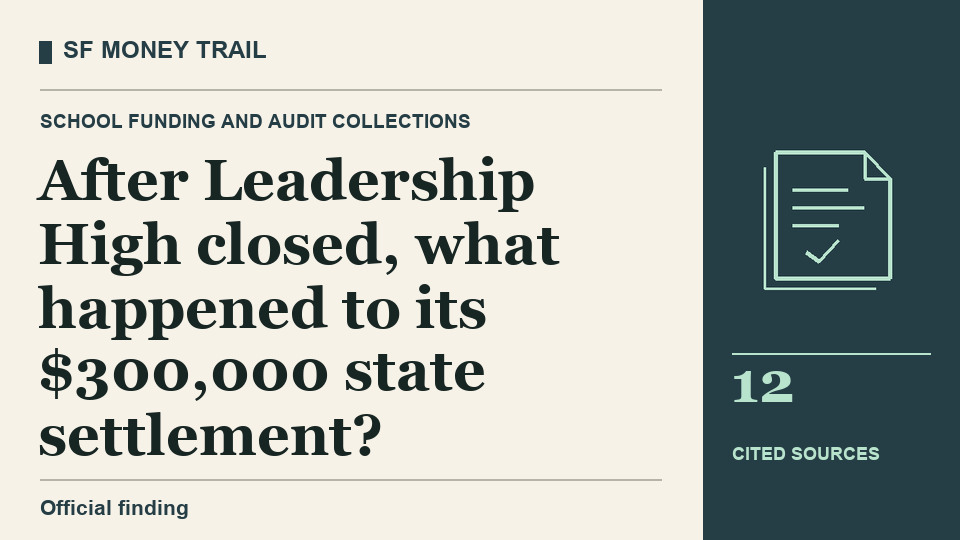 SF MONEY TRAIL
SCHOOL FUNDING AND AUDIT COLLECTIONS
After Leadership
High closed, what
happened to its
$300,000 state
settlement?
Official finding
12
CITED SOURCES